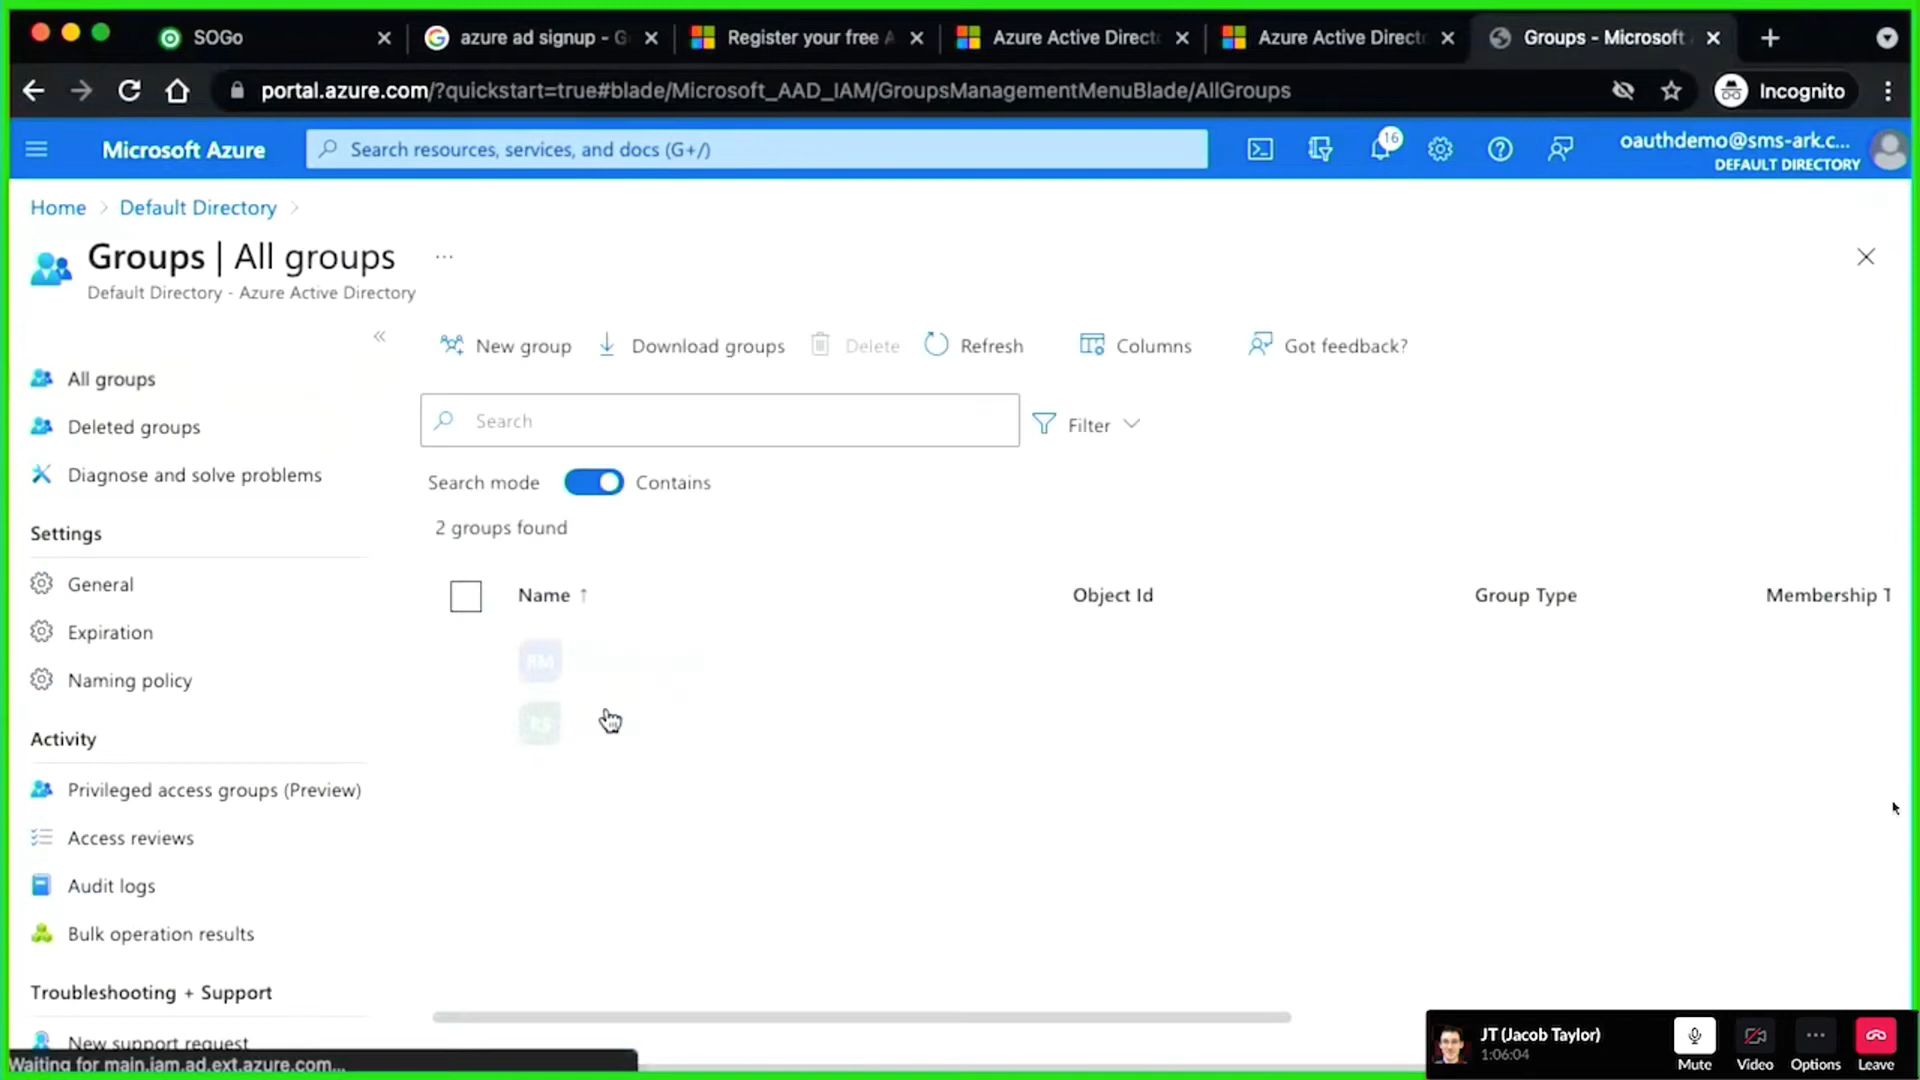 SOGo
azure ad signup - G
Register your free A
Azure Active Direct
Azure Active Direct
Groups - Microsoft
portal.azure.com/?quickstart=true#blade/Microsoft_AAD_IAM/GroupsManagementMenuBlade/AllGroups
Incognito
Microsoft Azure
Search resources, services, and docs (G+/)
16
oauthdemo@sms-ark.c...
DEFAULT DIRECTORY
Home
Default Directory
Groups | All groups
...
Default Directory - Azure Active Directory
New group
Download groups
Delete
Refresh
Columns
Got feedback?
All groups
Deleted groups
Diagnose and solve problems
Search
Filter
Search mode
Contains
2 groups found
Settings
General
Expiration
Naming policy
Name ↑
Object Id
Group Type
Membership T
RM
RS
Activity
Privileged access groups (Preview)
Access reviews
Audit logs
Bulk operation results
Troubleshooting + Support
New support request
Waiting for main.iam.ad.ext.azure.com...
JT (Jacob Taylor)
1:06:04
Mute
Video
Options
Leave